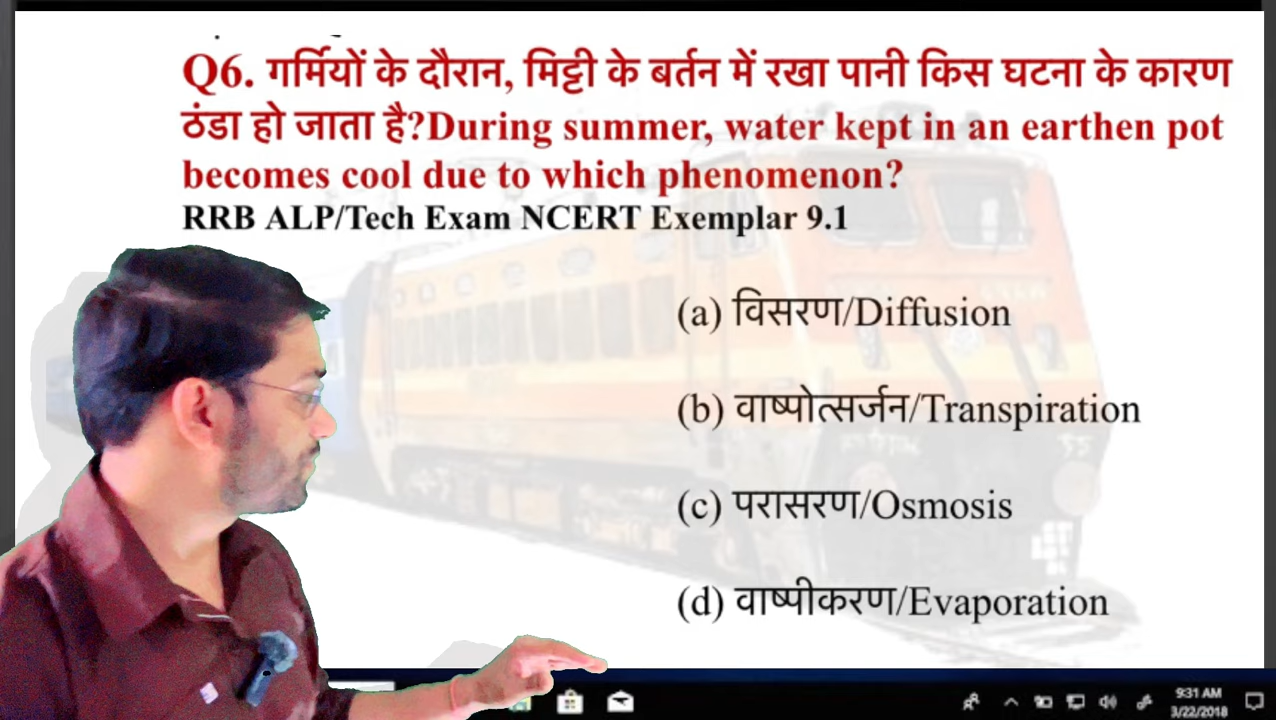 Q6. गर्मियों के दौरान, मिट्टी के बर्तन में रखा पानी किस घटना के कारण
ठंडा हो जाता है?During summer, water kept in an earthen pot
becomes cool due to which phenomenon?
RRB ALP/Tech Exam NCERT Exemplar 9.1
(a) विसरण/Diffusion
(b) वाष्पोत्सर्जन/Transpiration
(c) परासरण/Osmosis
(d) वाष्पीकरण/Evaporation
9:31 AM
3/22/2018